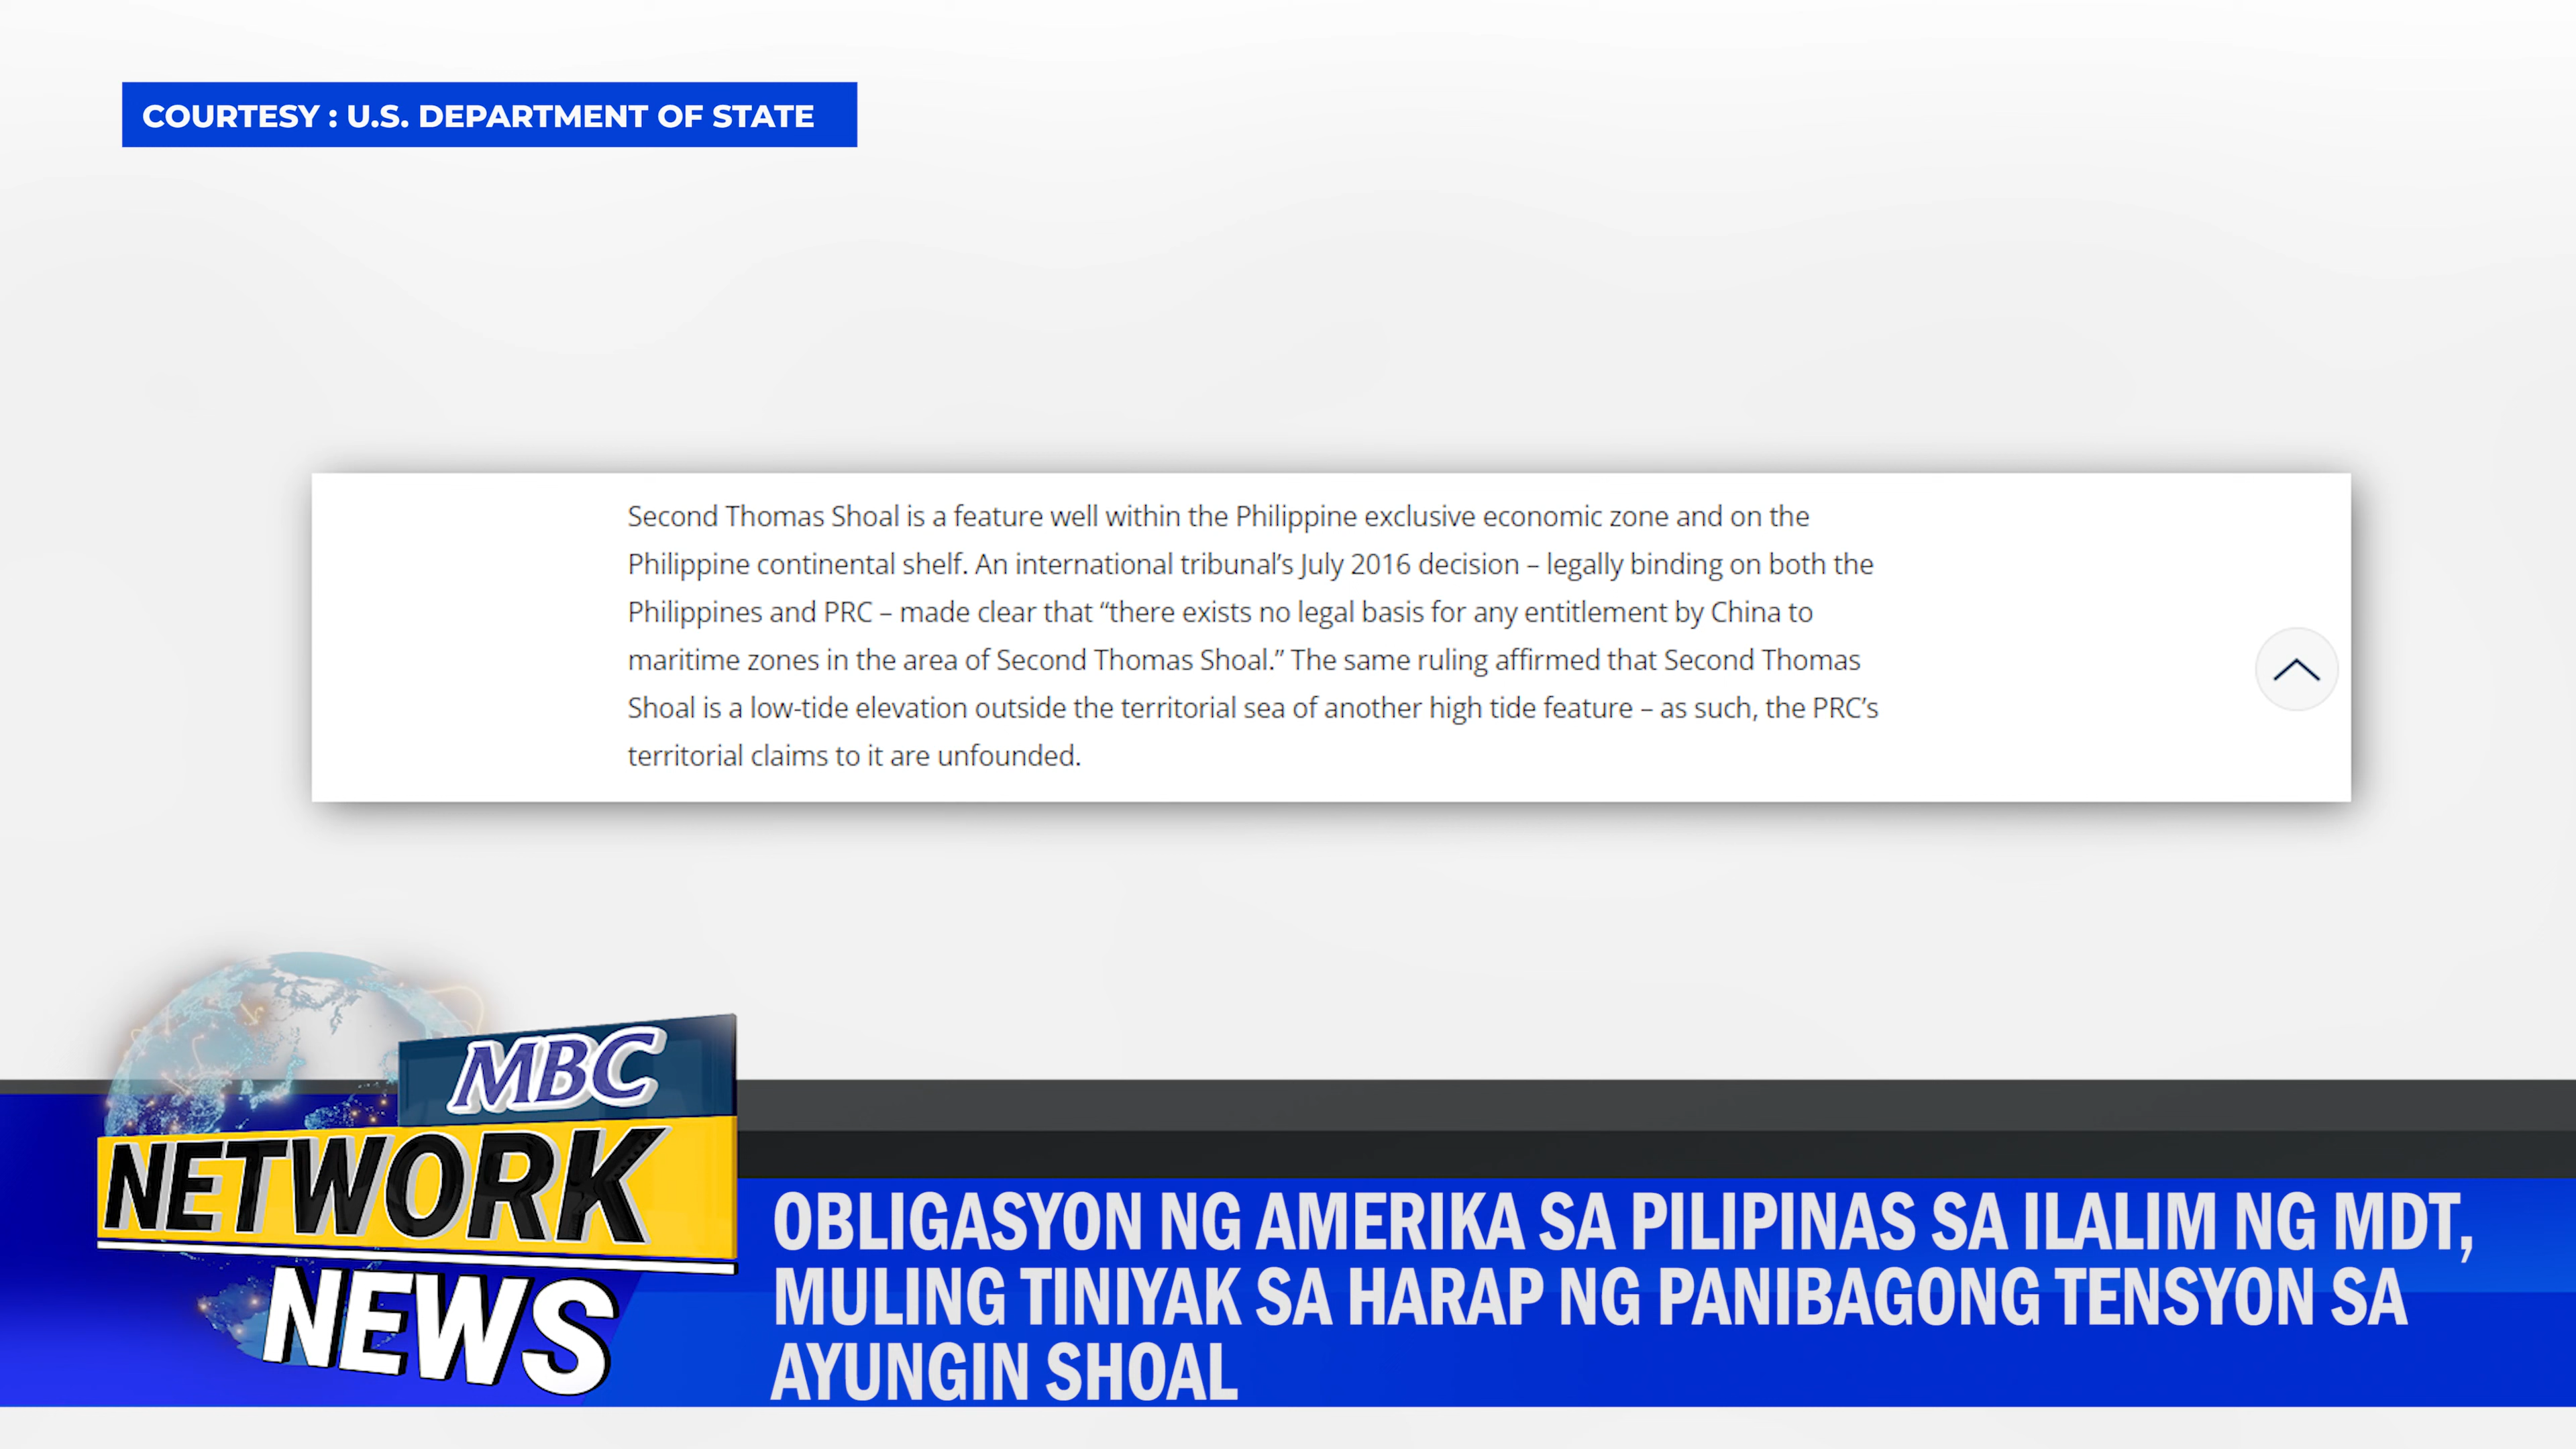 COURTESY : U.S. DEPARTMENT OF STATE
Second Thomas Shoal is a feature well within the Philippine exclusive economic zone and on the
Philippine continental shelf. An international tribunal’s July 2016 decision – legally binding on both the
Philippines and PRC – made clear that “there exists no legal basis for any entitlement by China to
maritime zones in the area of Second Thomas Shoal.” The same ruling affirmed that Second Thomas
Shoal is a low-tide elevation outside the territorial sea of another high tide feature – as such, the PRC’s
territorial claims to it are unfounded.
MBC
NETWORK
NEWS
OBLIGASYON NG AMERIKA SA PILIPINAS SA ILALIM NG MDT,
MULING TINIYAK SA HARAP NG PANIBAGONG TENSYON SA
AYUNGIN SHOAL